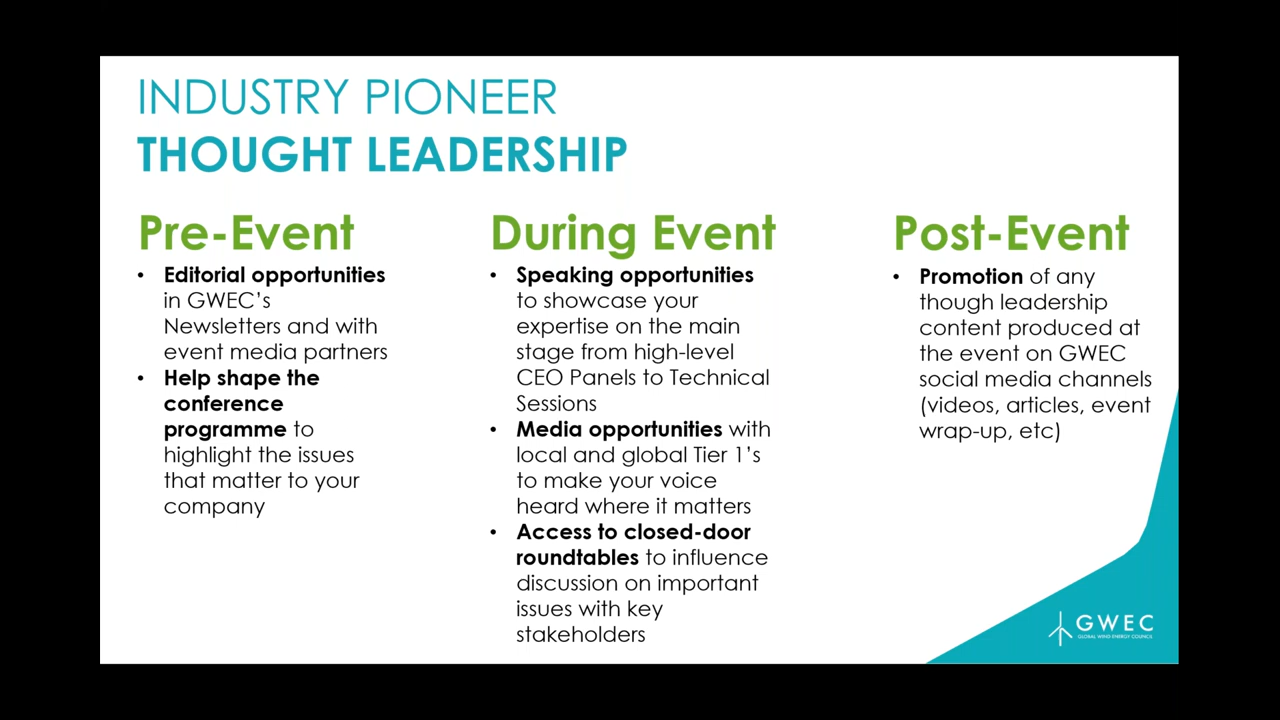 INDUSTRY PIONEER
THOUGHT LEADERSHIP
Pre-Event
• Editorial opportunities
in GWEC’s
Newsletters and with
event media partners
• Help shape the
conference
programme to
highlight the issues
that matter to your
company
During Event
• Speaking opportunities
to showcase your
expertise on the main
stage from high-level
CEO Panels to Technical
Sessions
• Media opportunities with
local and global Tier 1’s
to make your voice
heard where it matters
• Access to closed-door
roundtables to influence
discussion on important
issues with key
stakeholders
Post-Event
• Promotion of any
though leadership
content produced at
the event on GWEC
social media channels
(videos, articles, event
wrap-up, etc)
GWEC
GLOBAL WIND ENERGY COUNCIL